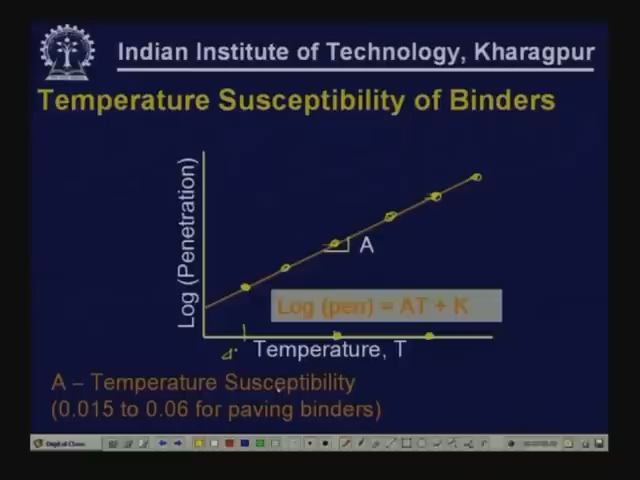 Indian Institute of Technology, Kharagpur
Temperature Susceptibility of Binders
Log (Penetration)
A
Log (pen) = AT + K
Temperature, T
A – Temperature Susceptibility
(0.015 to 0.06 for paving binders)